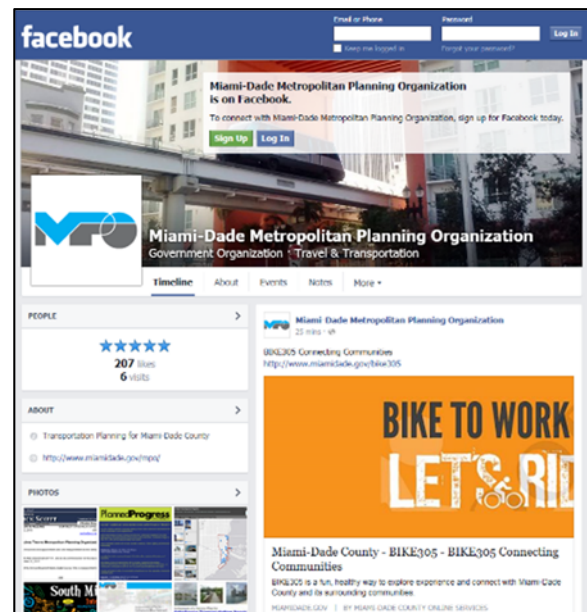 facebook
Email or Phone
Password
Log In
Keep me logged in
Forgot your password?
Miami-Dade Metropolitan Planning Organization
is on Facebook.
To connect with Miami-Dade Metropolitan Planning Organization, sign up for Facebook today.
Sign Up Log In
MPO
Miami-Dade Metropolitan Planning Organization
Government Organization · Travel & Transportation
Timeline About Events Notes More
PEOPLE
207 likes
6 visits
ABOUT
Transportation Planning for Miami-Dade County
http://www.miamidade.gov/mpo/
PHOTOS
PlannedProgress
South Mi
Miami-Dade Metropolitan Planning Organization
25 mins
BIKE305 Connecting Communities
http://www.miamidade.gov/bike305
BIKE TO WORK
LET'S RID
Miami-Dade County - BIKE305 - BIKE305 Connecting
Communities
BIKE305 is a fun, healthy way to explore experience and connect with Miami-Dade
County and its surrounding communities.
MIAMIDADE.GOV | BY MIAMI-DADE COUNTY ONLINE SERVICES